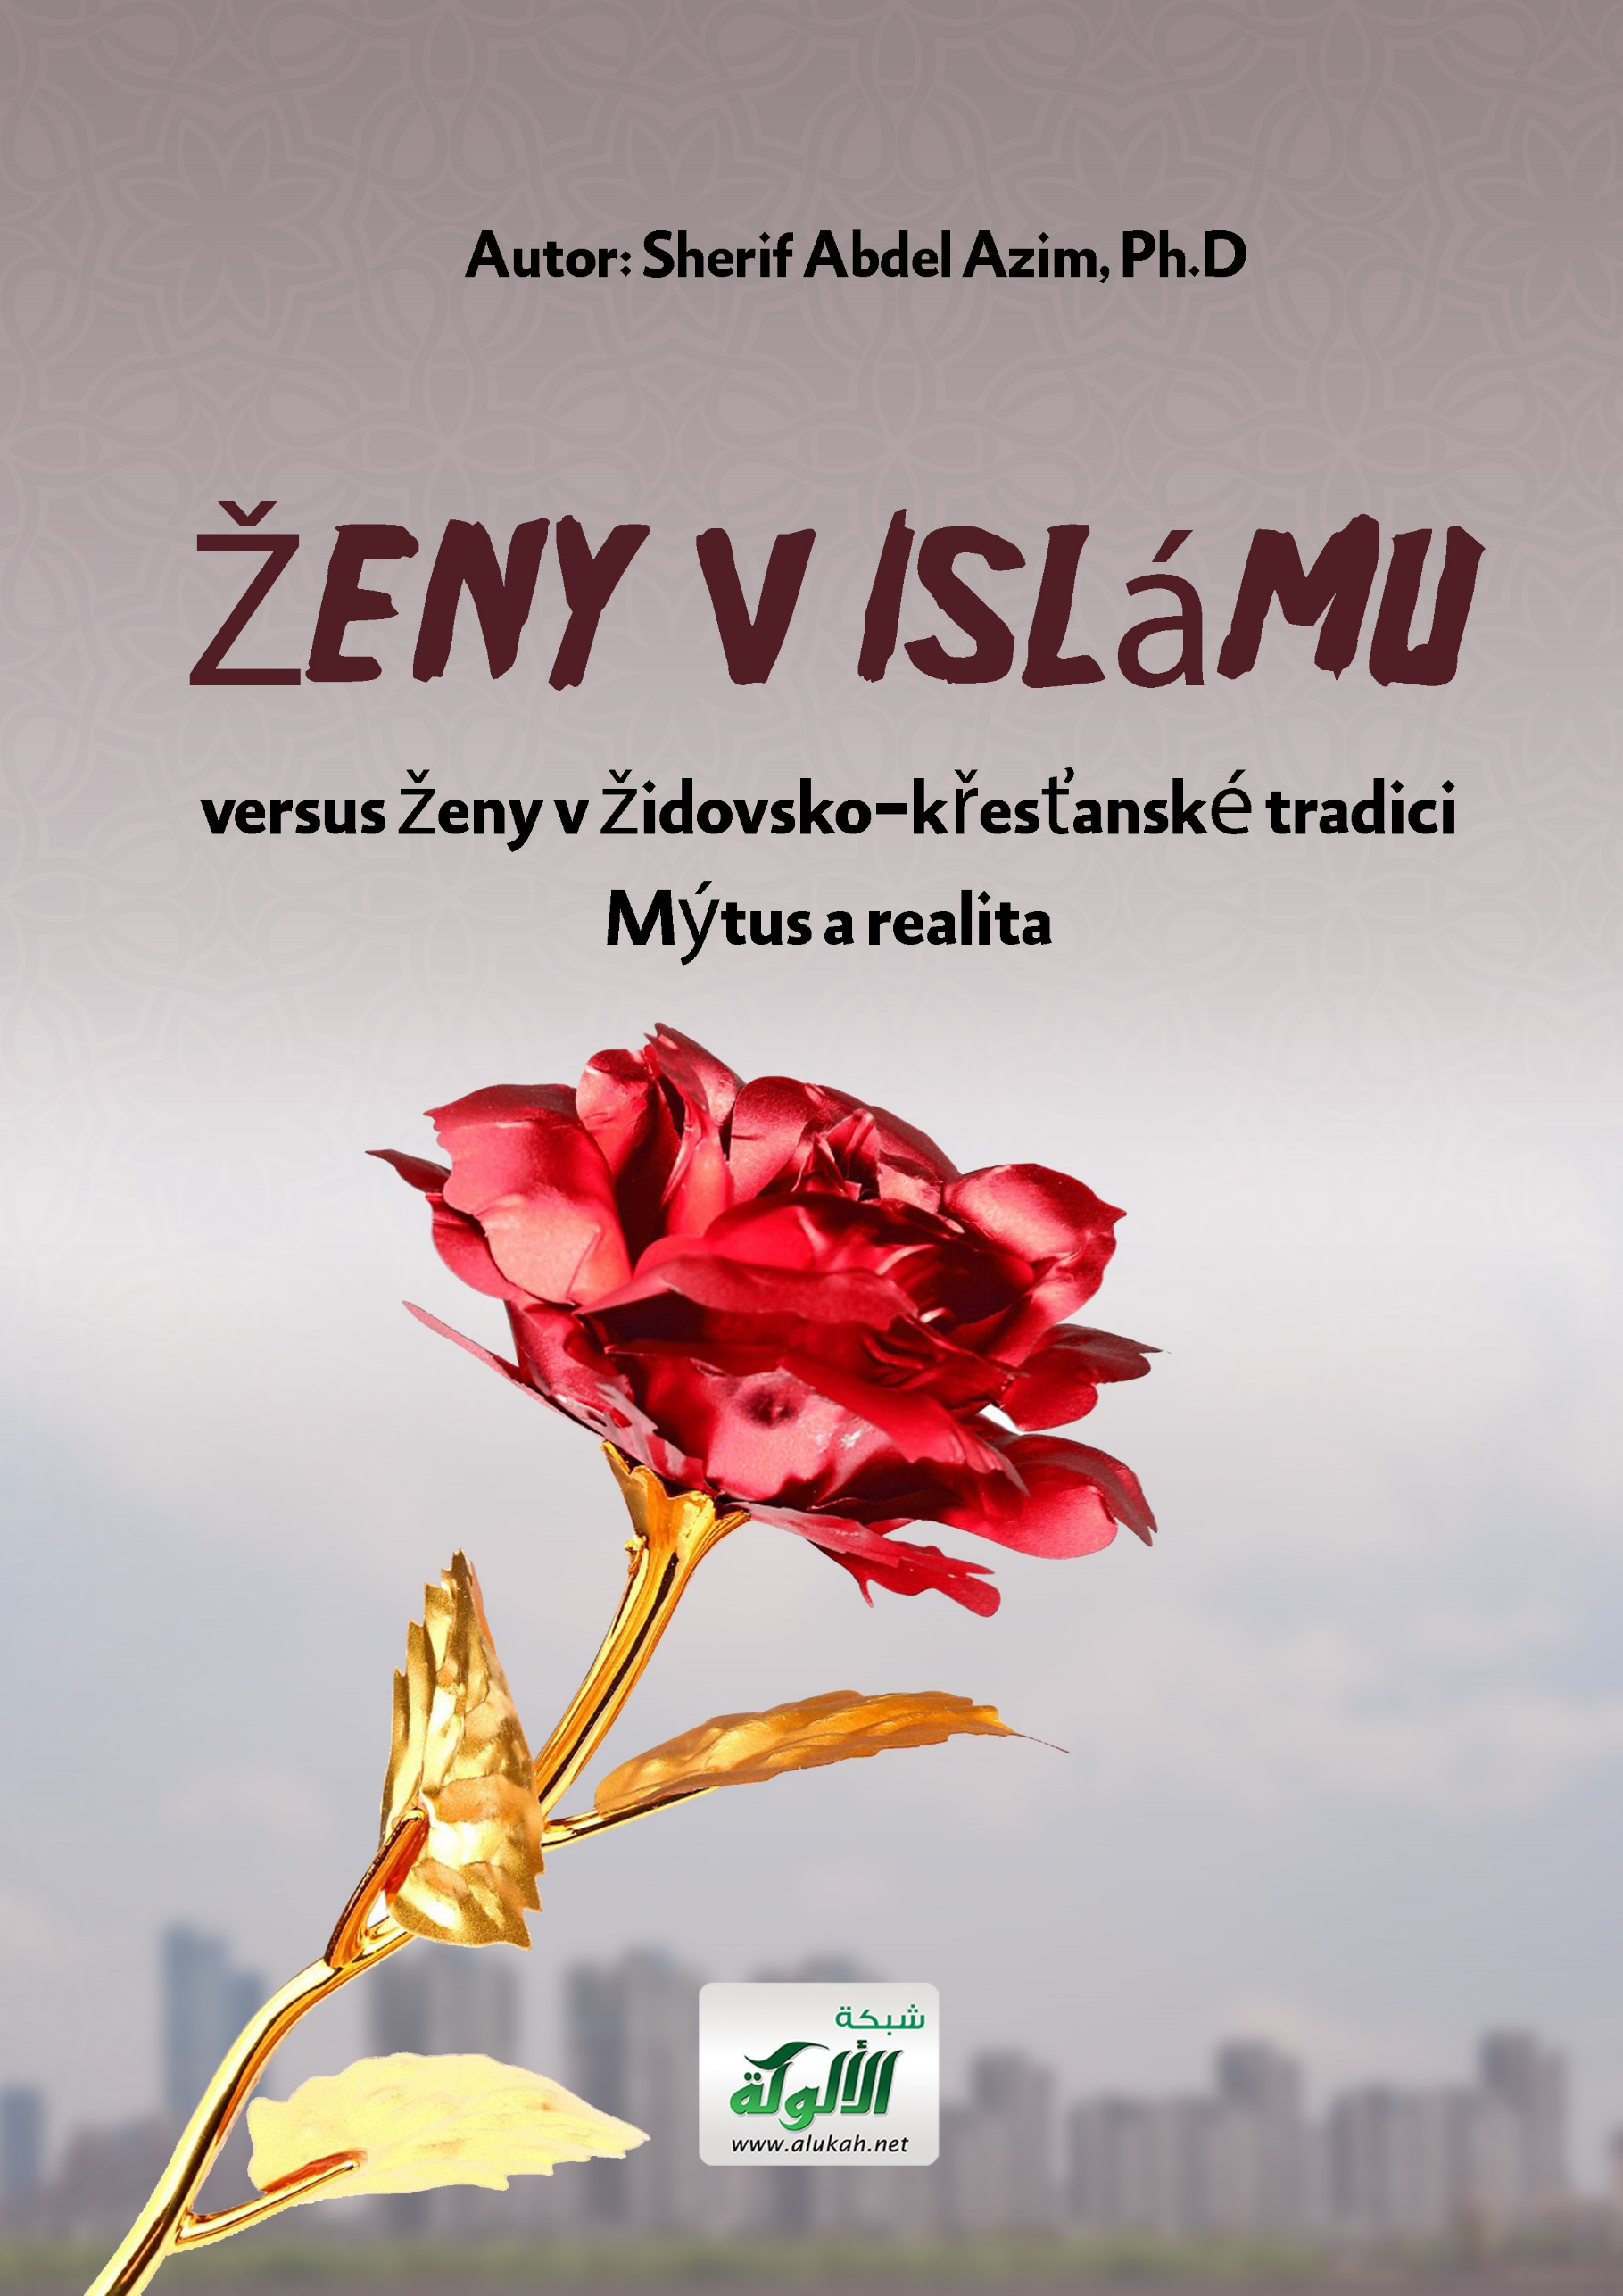 Autor: Sherif Abdel Azim, Ph.D
ŽENY V ISLáMU
versus ženy v židovsko-křesťanské tradici
Mýtus a realita
شبكة
الألوكة
www.alukah.net